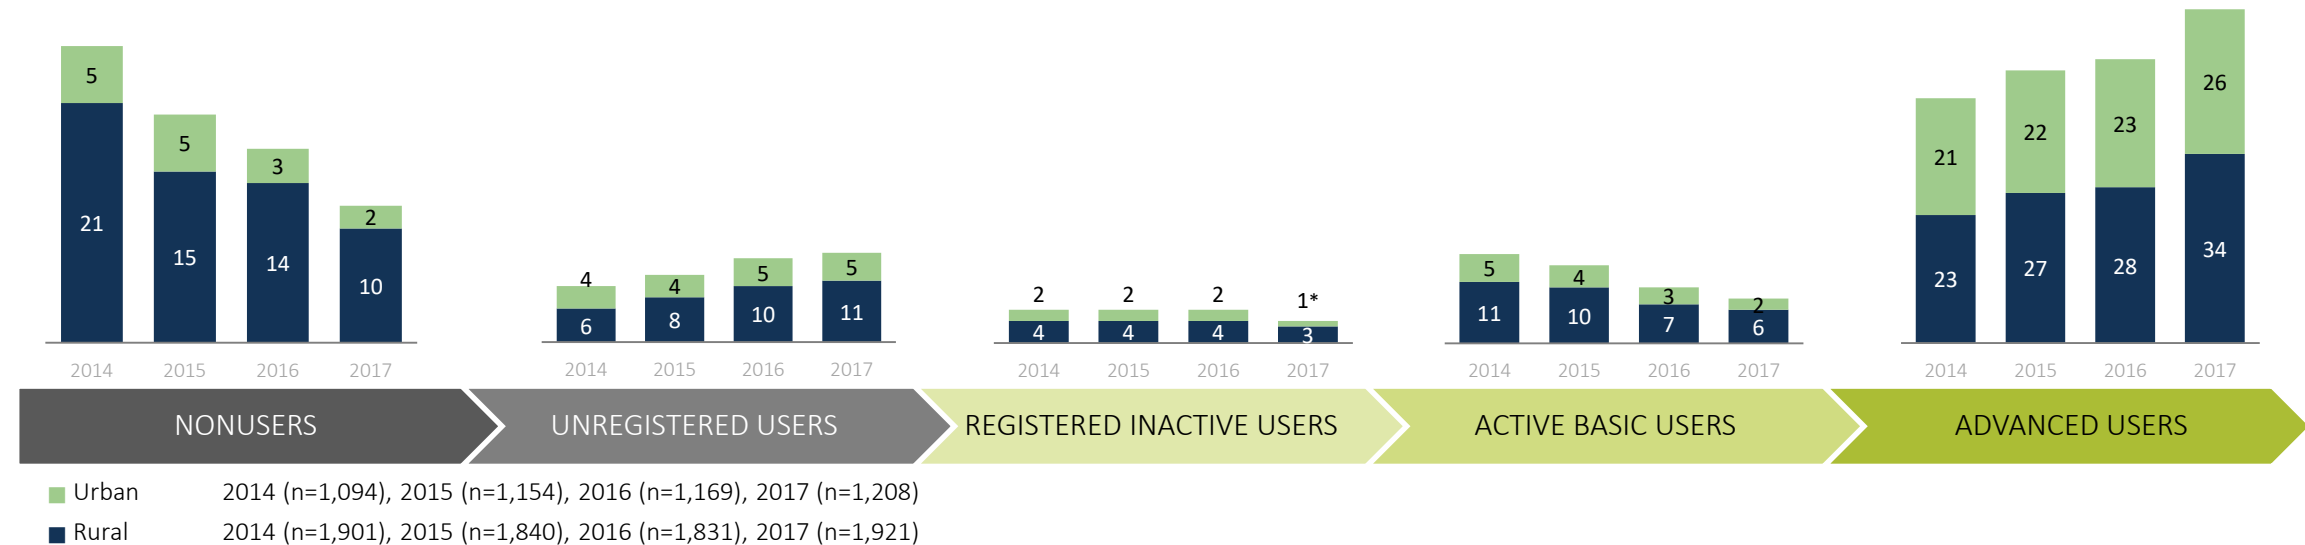 5 21 5 15 3 14 2 10
4 6 4 8 5 10 5 11
2 4 2 4 2 4 1* 3
5 11 4 10 3 7 2 6
21 23 22 27 23 28 26 34
2014 2015 2016 2017 2014 2015 2016 2017 2014 2015 2016 2017 2014 2015 2016 2017 2014 2015 2016 2017
NONUSERS UNREGISTERED USERS REGISTERED INACTIVE USERS ACTIVE BASIC USERS ADVANCED USERS
Urban 2014 (n=1,094), 2015 (n=1,154), 2016 (n=1,169), 2017 (n=1,208)
Rural 2014 (n=1,901), 2015 (n=1,840), 2016 (n=1,831), 2017 (n=1,921)